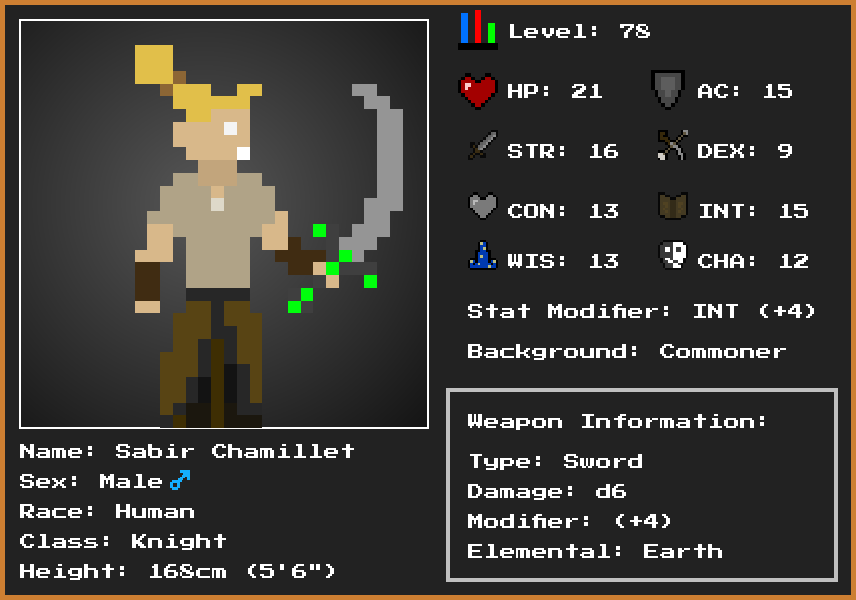 Level: 78
HP: 21 AC: 15
STR: 16 DEX: 9
CON: 13 INT: 15
WIS: 13 CHA: 12
Stat Modifier: INT (+4)
Background: Commoner
Weapon Information:
Type: Sword
Damage: d6
Modifier: (+4)
Elemental: Earth
Name: Sabir Chamillet
Sex: Male ♂
Race: Human
Class: Knight
Height: 168cm (5'6")